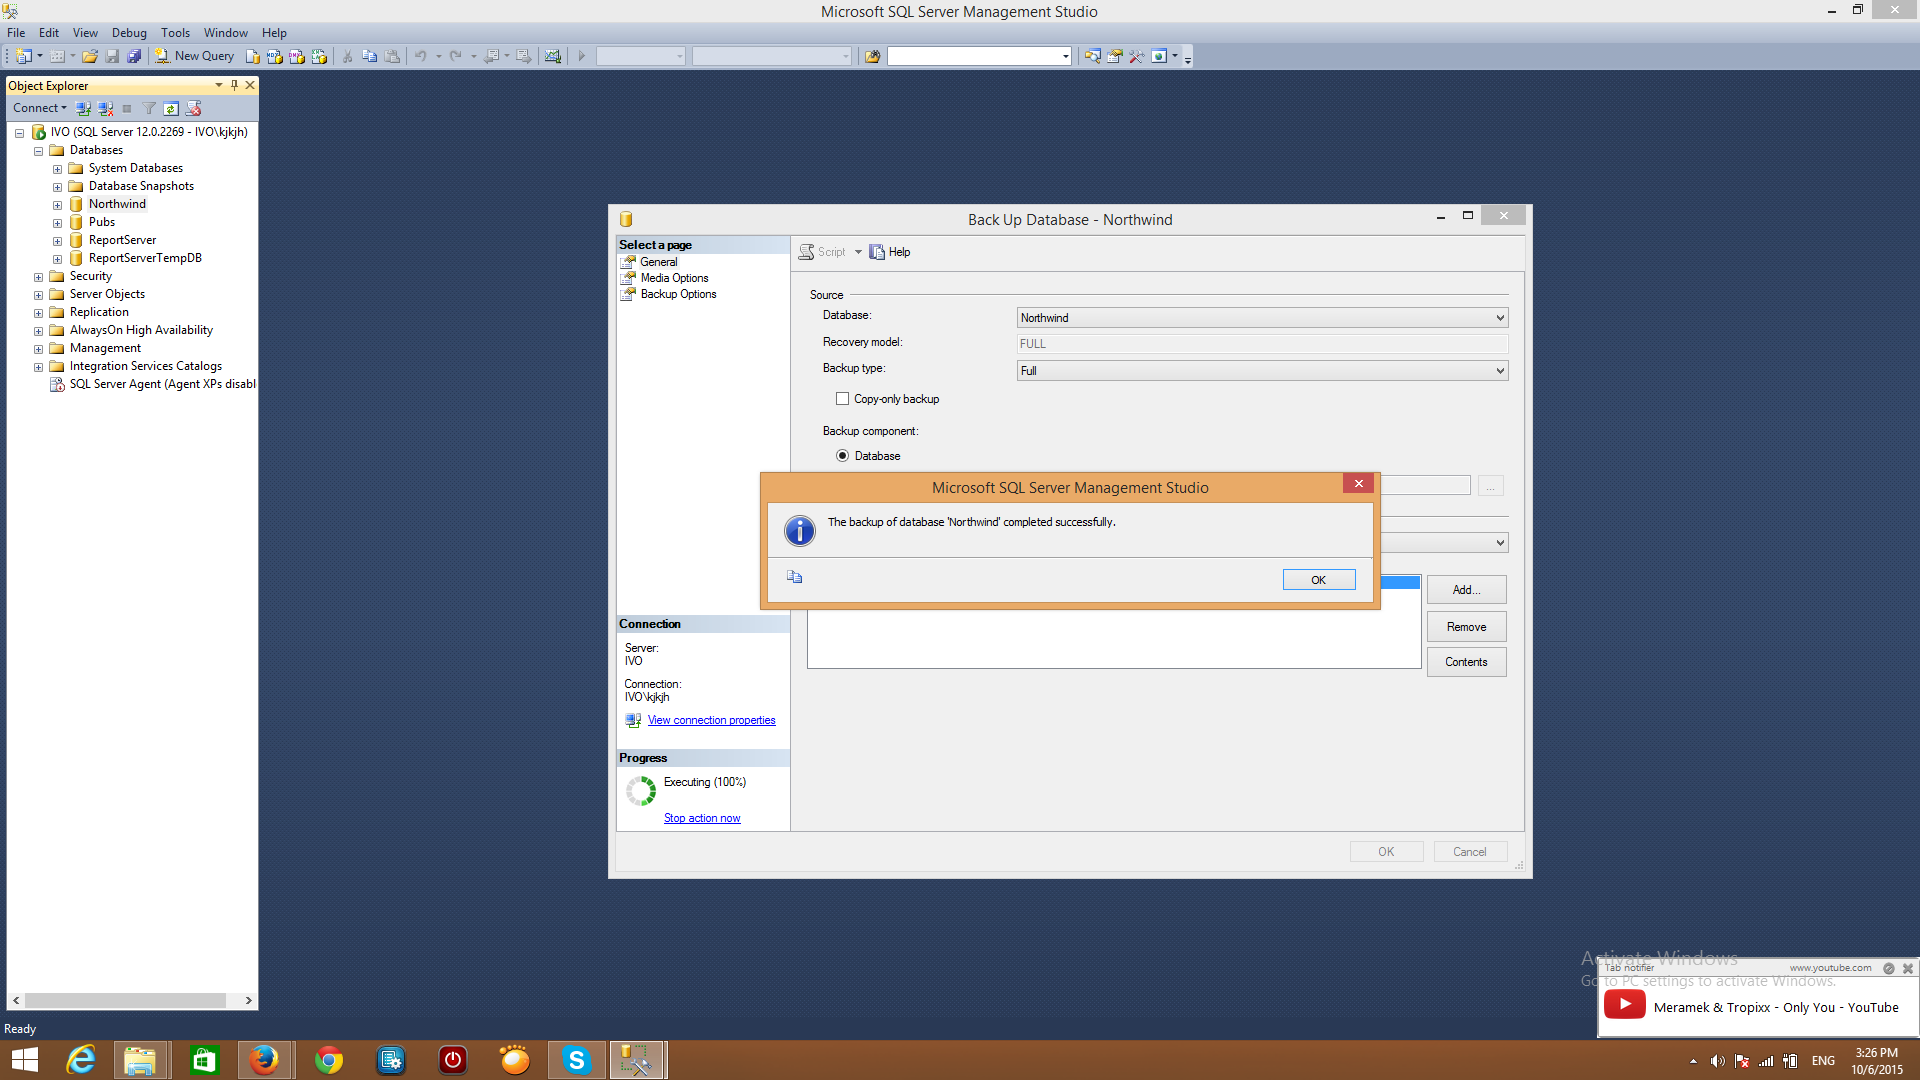 Microsoft SQL Server Management Studio
File Edit View Debug Tools Window Help
New Query
Object Explorer
Connect
IVO (SQL Server 12.0.2269 - IVO\kjkjh)
Databases
System Databases
Database Snapshots
Northwind
Pubs
ReportServer
ReportServerTempDB
Security
Server Objects
Replication
AlwaysOn High Availability
Management
Integration Services Catalogs
SQL Server Agent (Agent XPs disabl
Back Up Database - Northwind
Select a page
General
Media Options
Backup Options
Script Help
Source
Database: Northwind
Recovery model: FULL
Backup type: Full
Copy-only backup
Backup component:
Database
...
Microsoft SQL Server Management Studio
The backup of database 'Northwind' completed successfully.
OK
Add...
Remove
Contents
Connection
Server:
IVO
Connection:
IVO\kjkjh
View connection properties
Progress
Executing (100%)
Stop action now
OK Cancel
Activate Windows
Go to PC settings to activate Windows.
Tab notifier www.youtube.com
Meramek & Tropixx - Only You - YouTube
Ready
ENG
3:26 PM
10/6/2015